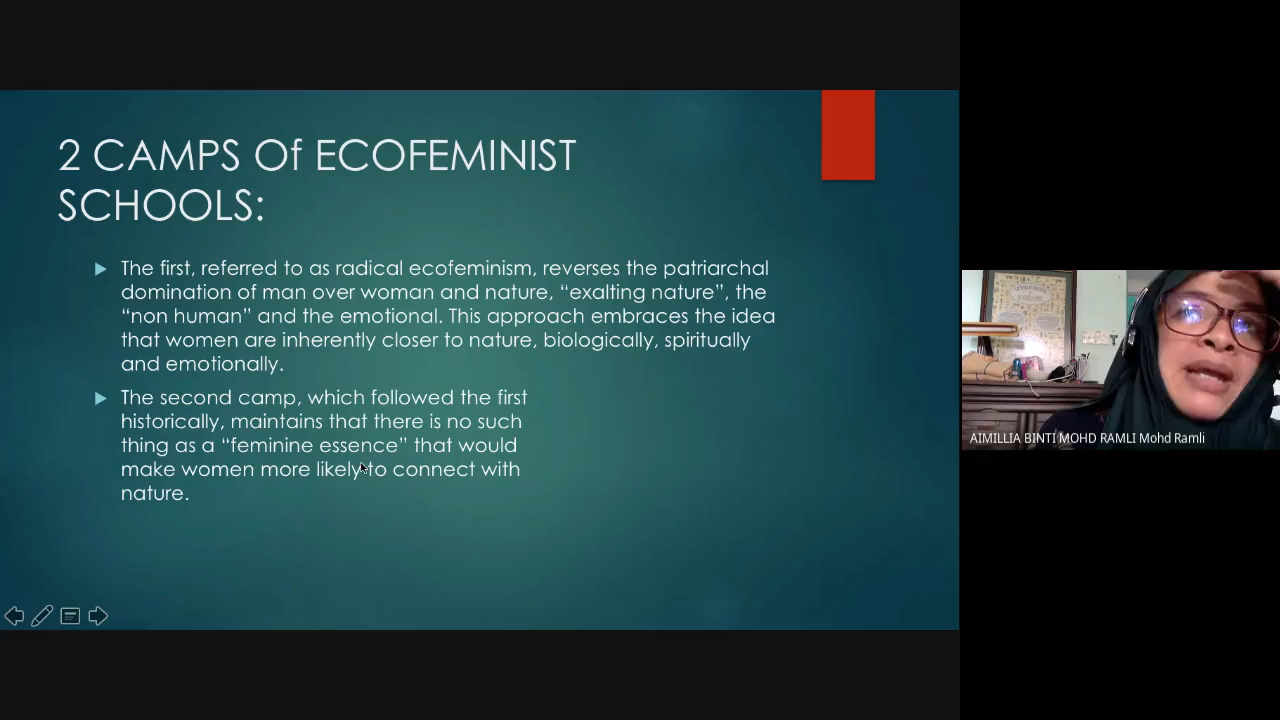 2 CAMPS Of ECOFEMINIST
SCHOOLS:
The first, referred to as radical ecofeminism, reverses the patriarchal
domination of man over woman and nature, “exalting nature”, the
“non human” and the emotional. This approach embraces the idea
that women are inherently closer to nature, biologically, spiritually
and emotionally.
The second camp, which followed the first
historically, maintains that there is no such
thing as a “feminine essence” that would
make women more likely to connect with
nature.
AIMILLIA BINTI MOHD RAMLI Mohd Ramli